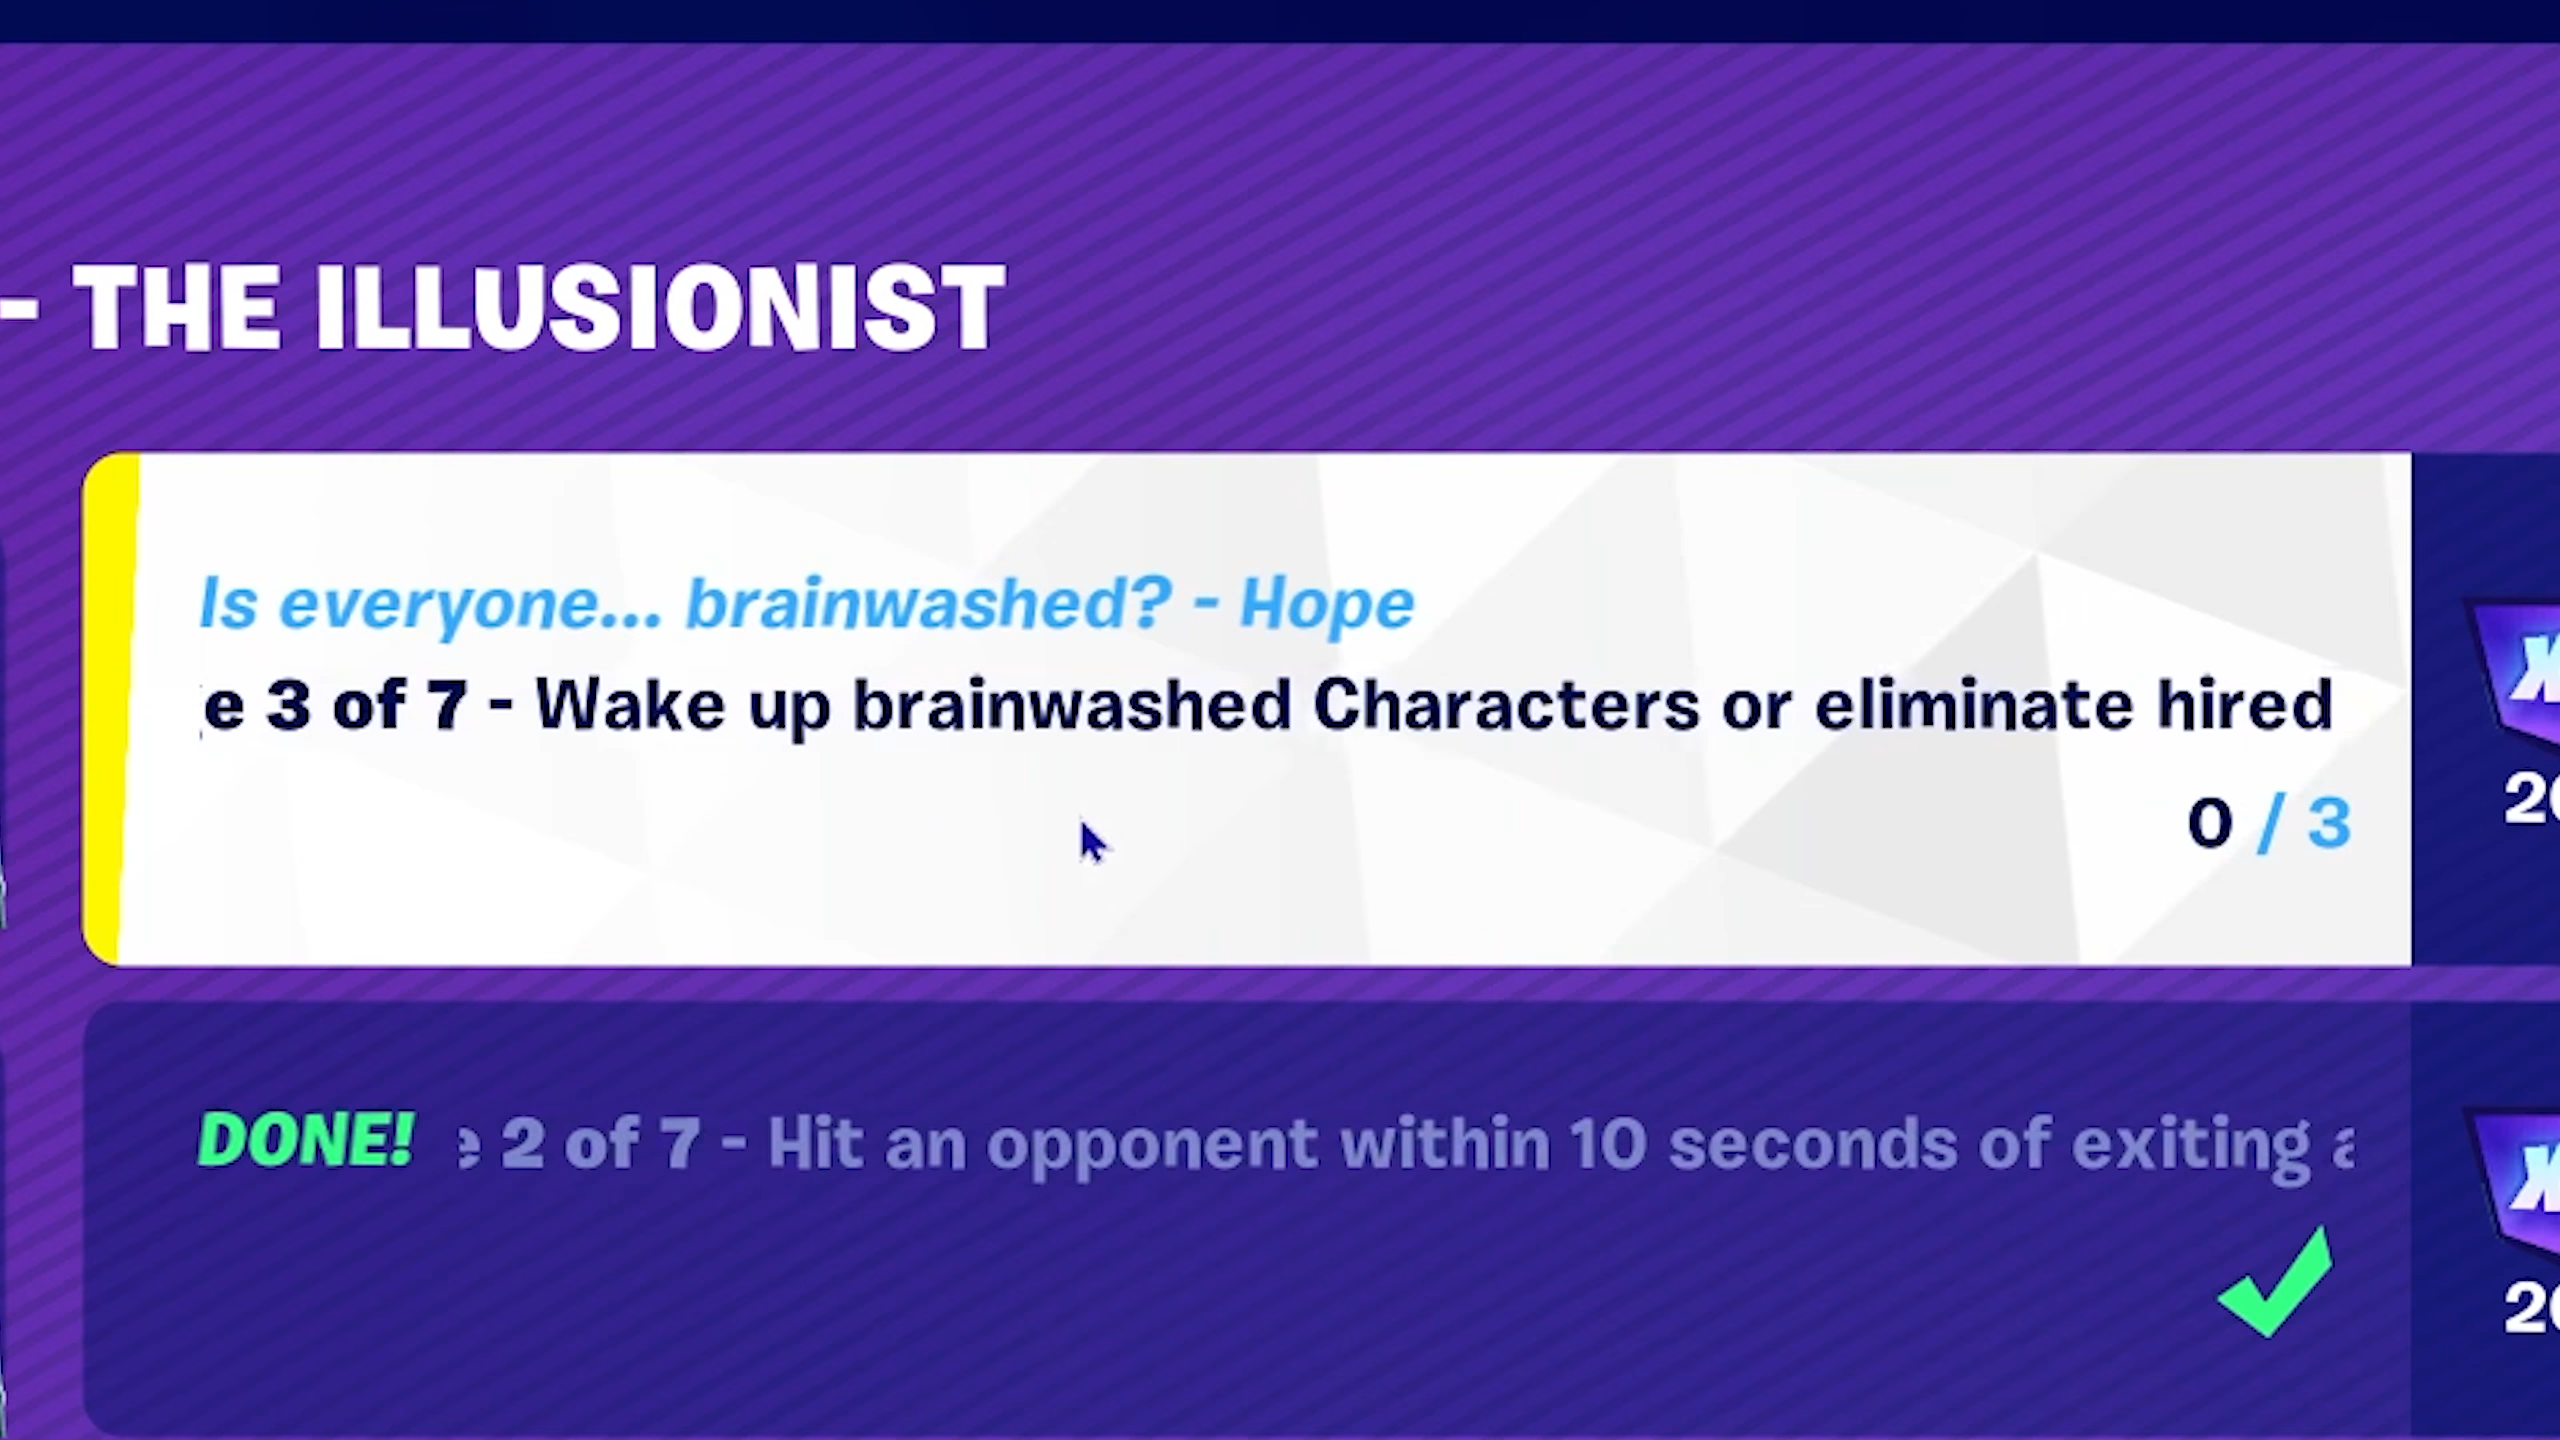 - THE ILLUSIONIST
Is everyone... brainwashed? - Hope
e 3 of 7 - Wake up brainwashed Characters or eliminate hired
0 / 3
DONE! e 2 of 7 - Hit an opponent within 10 seconds of exiting a